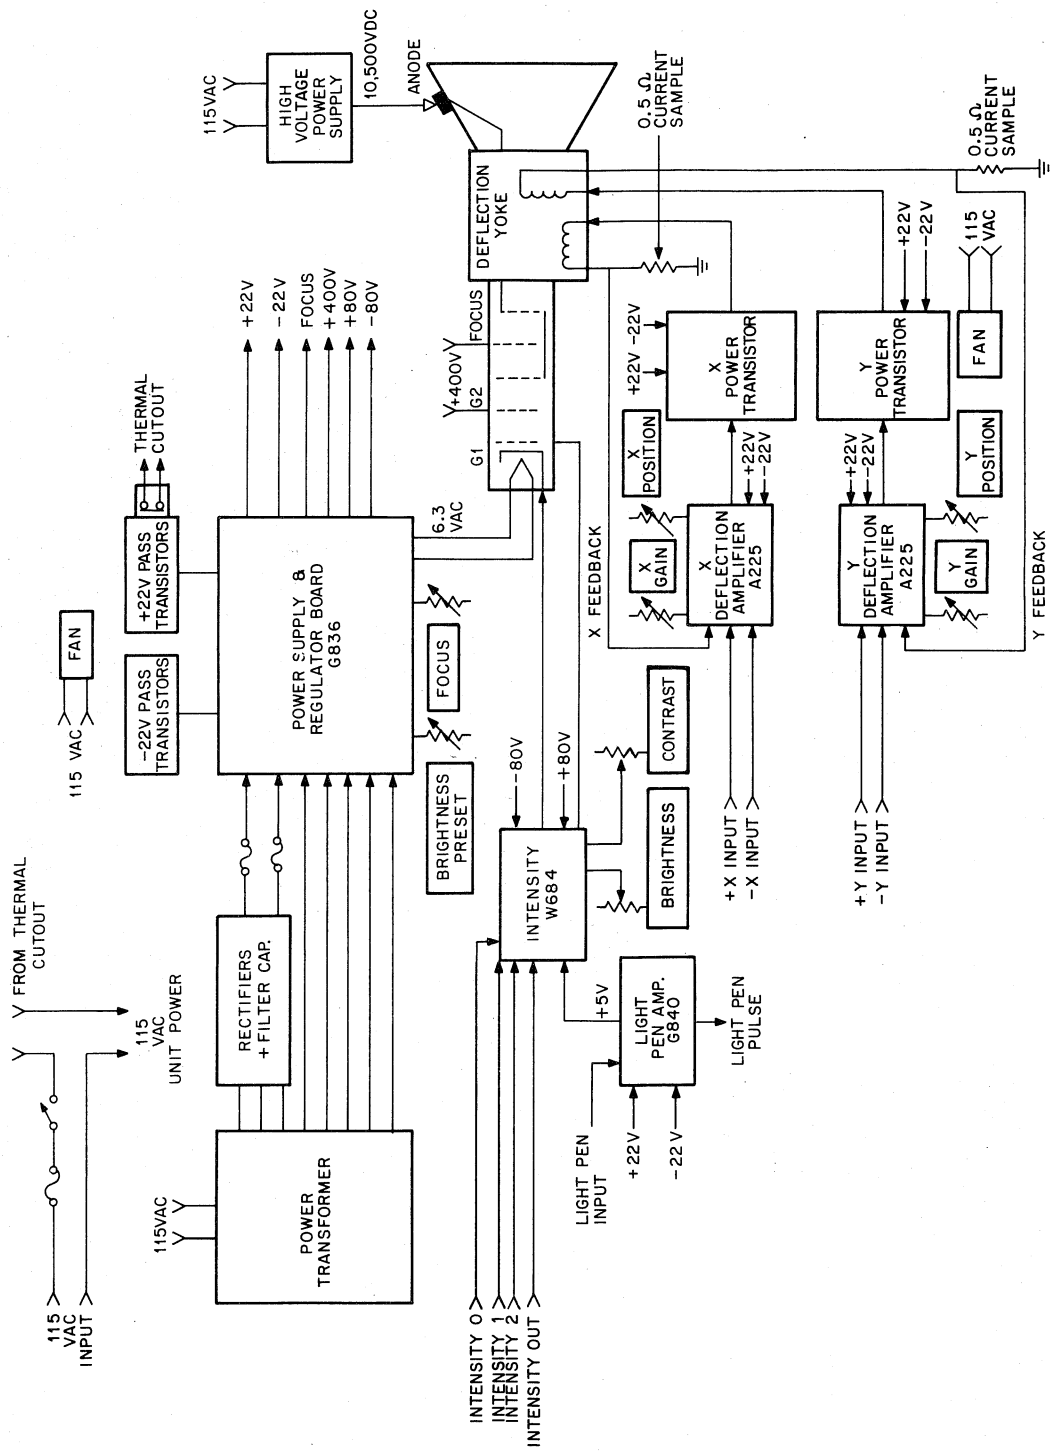 115
VAC
INPUT
FROM THERMAL
CUTOUT
115
VAC
UNIT POWER
115 VAC
FAN
115VAC
POWER
TRANSFORMER
RECTIFIERS
+ FILTER CAP.
-22V PASS
TRANSISTORS
+22V PASS
TRANSISTORS
THERMAL
CUTOUT
POWER SUPPLY &
REGULATOR BOARD
G836
+22V
-22V
FOCUS
+400V
+80V
-80V
115VAC
HIGH
VOLTAGE
POWER
SUPPLY
10,500VDC
ANODE
BRIGHTNESS
PRESET
FOCUS
6.3
VAC
G1
G2
+400V
FOCUS
DEFLECTION
YOKE
0.5 Ω
CURRENT
SAMPLE
0.5 Ω
CURRENT
SAMPLE
INTENSITY 0
INTENSITY 1
INTENSITY 2
INTENSITY OUT
INTENSITY
W684
-80V
+80V
BRIGHTNESS
CONTRAST
LIGHT PEN
INPUT
+22V
-22V
+5V
LIGHT
PEN AMP.
G840
LIGHT PEN
PULSE
X FEEDBACK
X
GAIN
X
POSITION
+X INPUT
-X INPUT
X
DEFLECTION
AMPLIFIER
A225
+22V
-22V
+22V
-22V
X
POWER
TRANSISTOR
+Y INPUT
-Y INPUT
Y
DEFLECTION
AMPLIFIER
A225
+22V
-22V
Y
POWER
TRANSISTOR
+22V
-22V
Y
GAIN
Y
POSITION
FAN
115
VAC
Y FEEDBACK